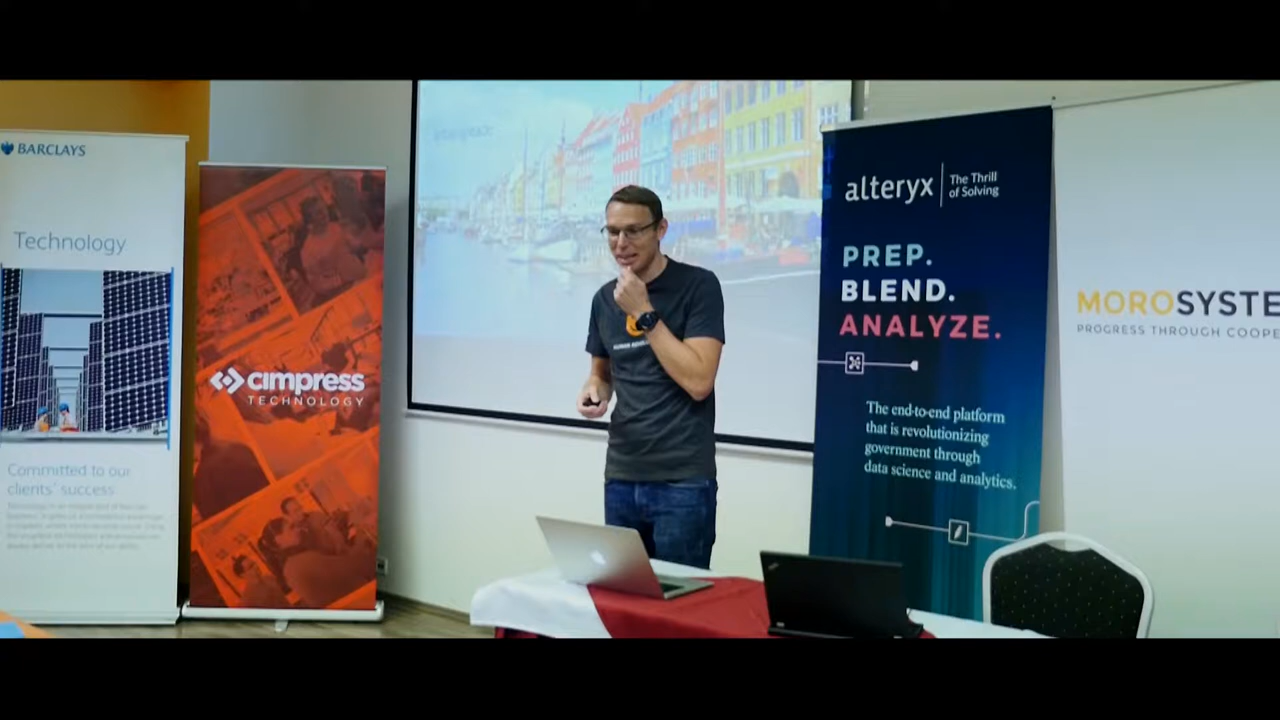 BARCLAYS
Technology
Committed to our
clients' success
cimpress
TECHNOLOGY
alteryx
The Thrill
of Solving
PREP.
BLEND.
ANALYZE.
The end-to-end platform
that is revolutionizing
government through
data science and analytics.
MOROSYSTE
PROGRESS THROUGH COOPE